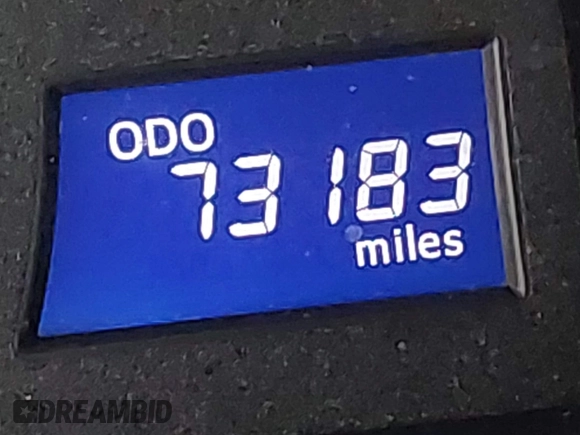 ODO
73183
miles
DREAMBID